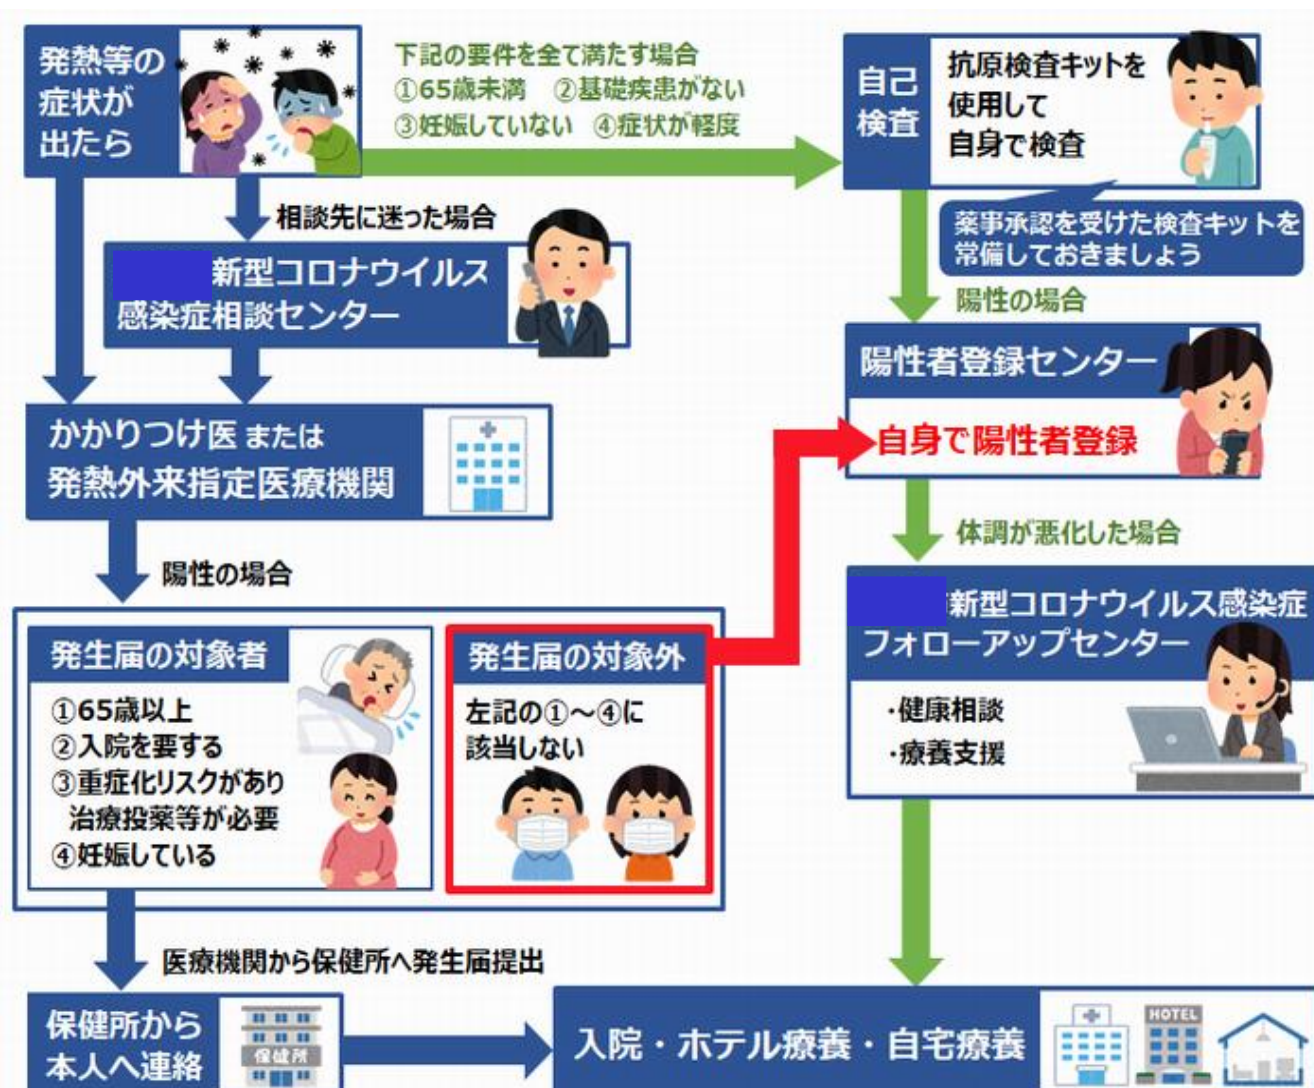 発熱等の
症状が
出たら
下記の要件を全て満たす場合
①65歳未満 ②基礎疾患がない
③妊娠していない ④症状が軽度
自己
検査
抗原検査キットを
使用して
自身で検査
薬事承認を受けた検査キットを
常備しておきましょう
相談先に迷った場合
新型コロナウイルス
感染症相談センター
陽性の場合
陽性者登録センター
自身で陽性者登録
かかりつけ医 または
発熱外来指定医療機関
体調が悪化した場合
陽性の場合
新型コロナウイルス感染症
フォローアップセンター
・健康相談
・療養支援
発生届の対象者
①65歳以上
②入院を要する
③重症化リスクがあり
治療投薬等が必要
④妊娠している
発生届の対象外
左記の①～④に
該当しない
医療機関から保健所へ発生届提出
保健所から
本人へ連絡
保健所
入院・ホテル療養・自宅療養
HOTEL